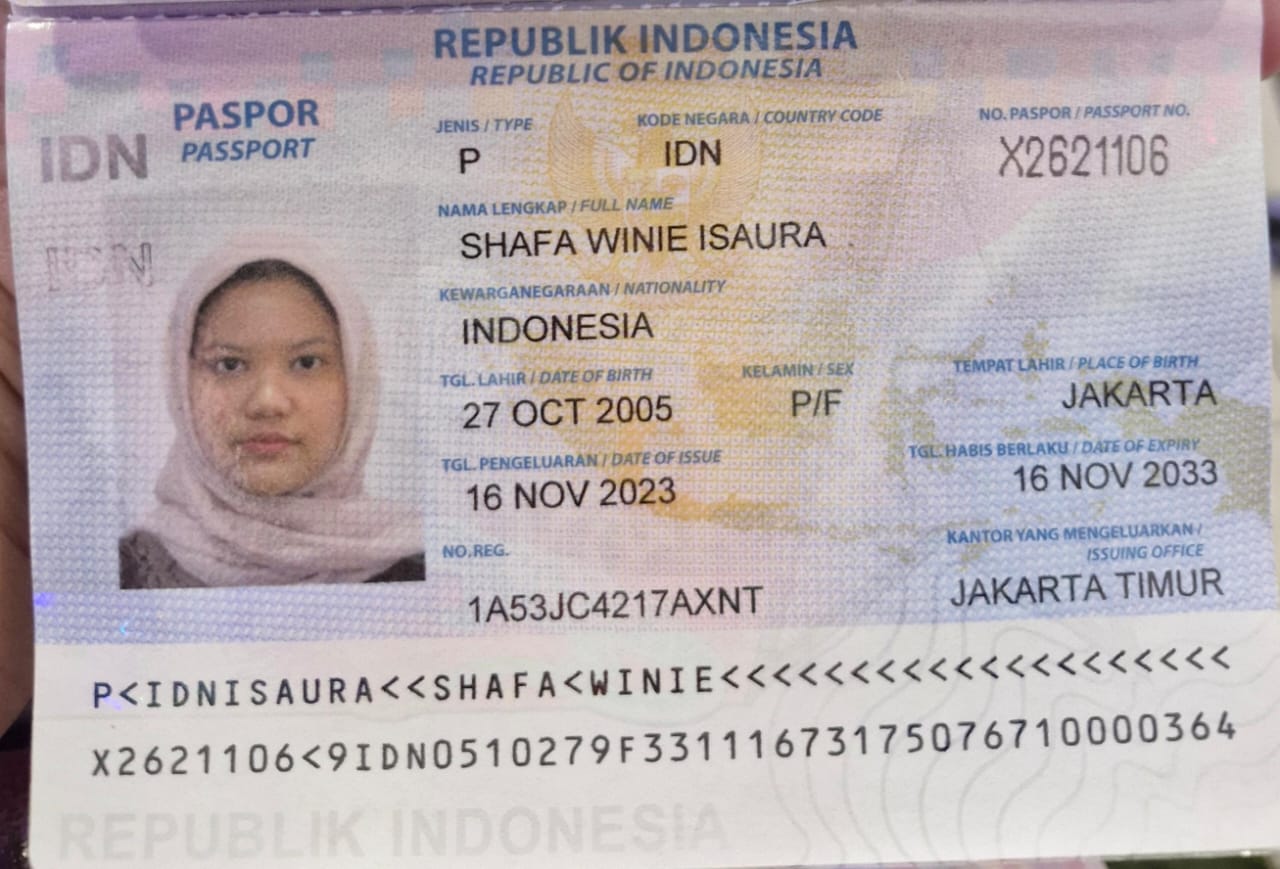 REPUBLIK INDONESIA
REPUBLIC OF INDONESIA
PASPOR
PASSPORT
IDN
JENIS / TYPE
P
KODE NEGARA / COUNTRY CODE
IDN
NO. PASPOR / PASSPORT NO.
X2621106
NAMA LENGKAP / FULL NAME
SHAFA WINIE ISAURA
KEWARGANEGARAAN / NATIONALITY
INDONESIA
TGL. LAHIR / DATE OF BIRTH
27 OCT 2005
KELAMIN / SEX
P/F
TEMPAT LAHIR / PLACE OF BIRTH
JAKARTA
TGL. PENGELUARAN / DATE OF ISSUE
16 NOV 2023
TGL. HABIS BERLAKU / DATE OF EXPIRY
16 NOV 2033
NO.REG.
1A53JC4217AXNT
KANTOR YANG MENGELUARKAN /
ISSUING OFFICE
JAKARTA TIMUR
P<IDNISAURA<<SHAFA<WINIE<<<<<<<<<<<<<<<<<<<<
X2621106<9IDN0510279F3311167317507671000<span></span>0364
REPUBLIK INDONESIA